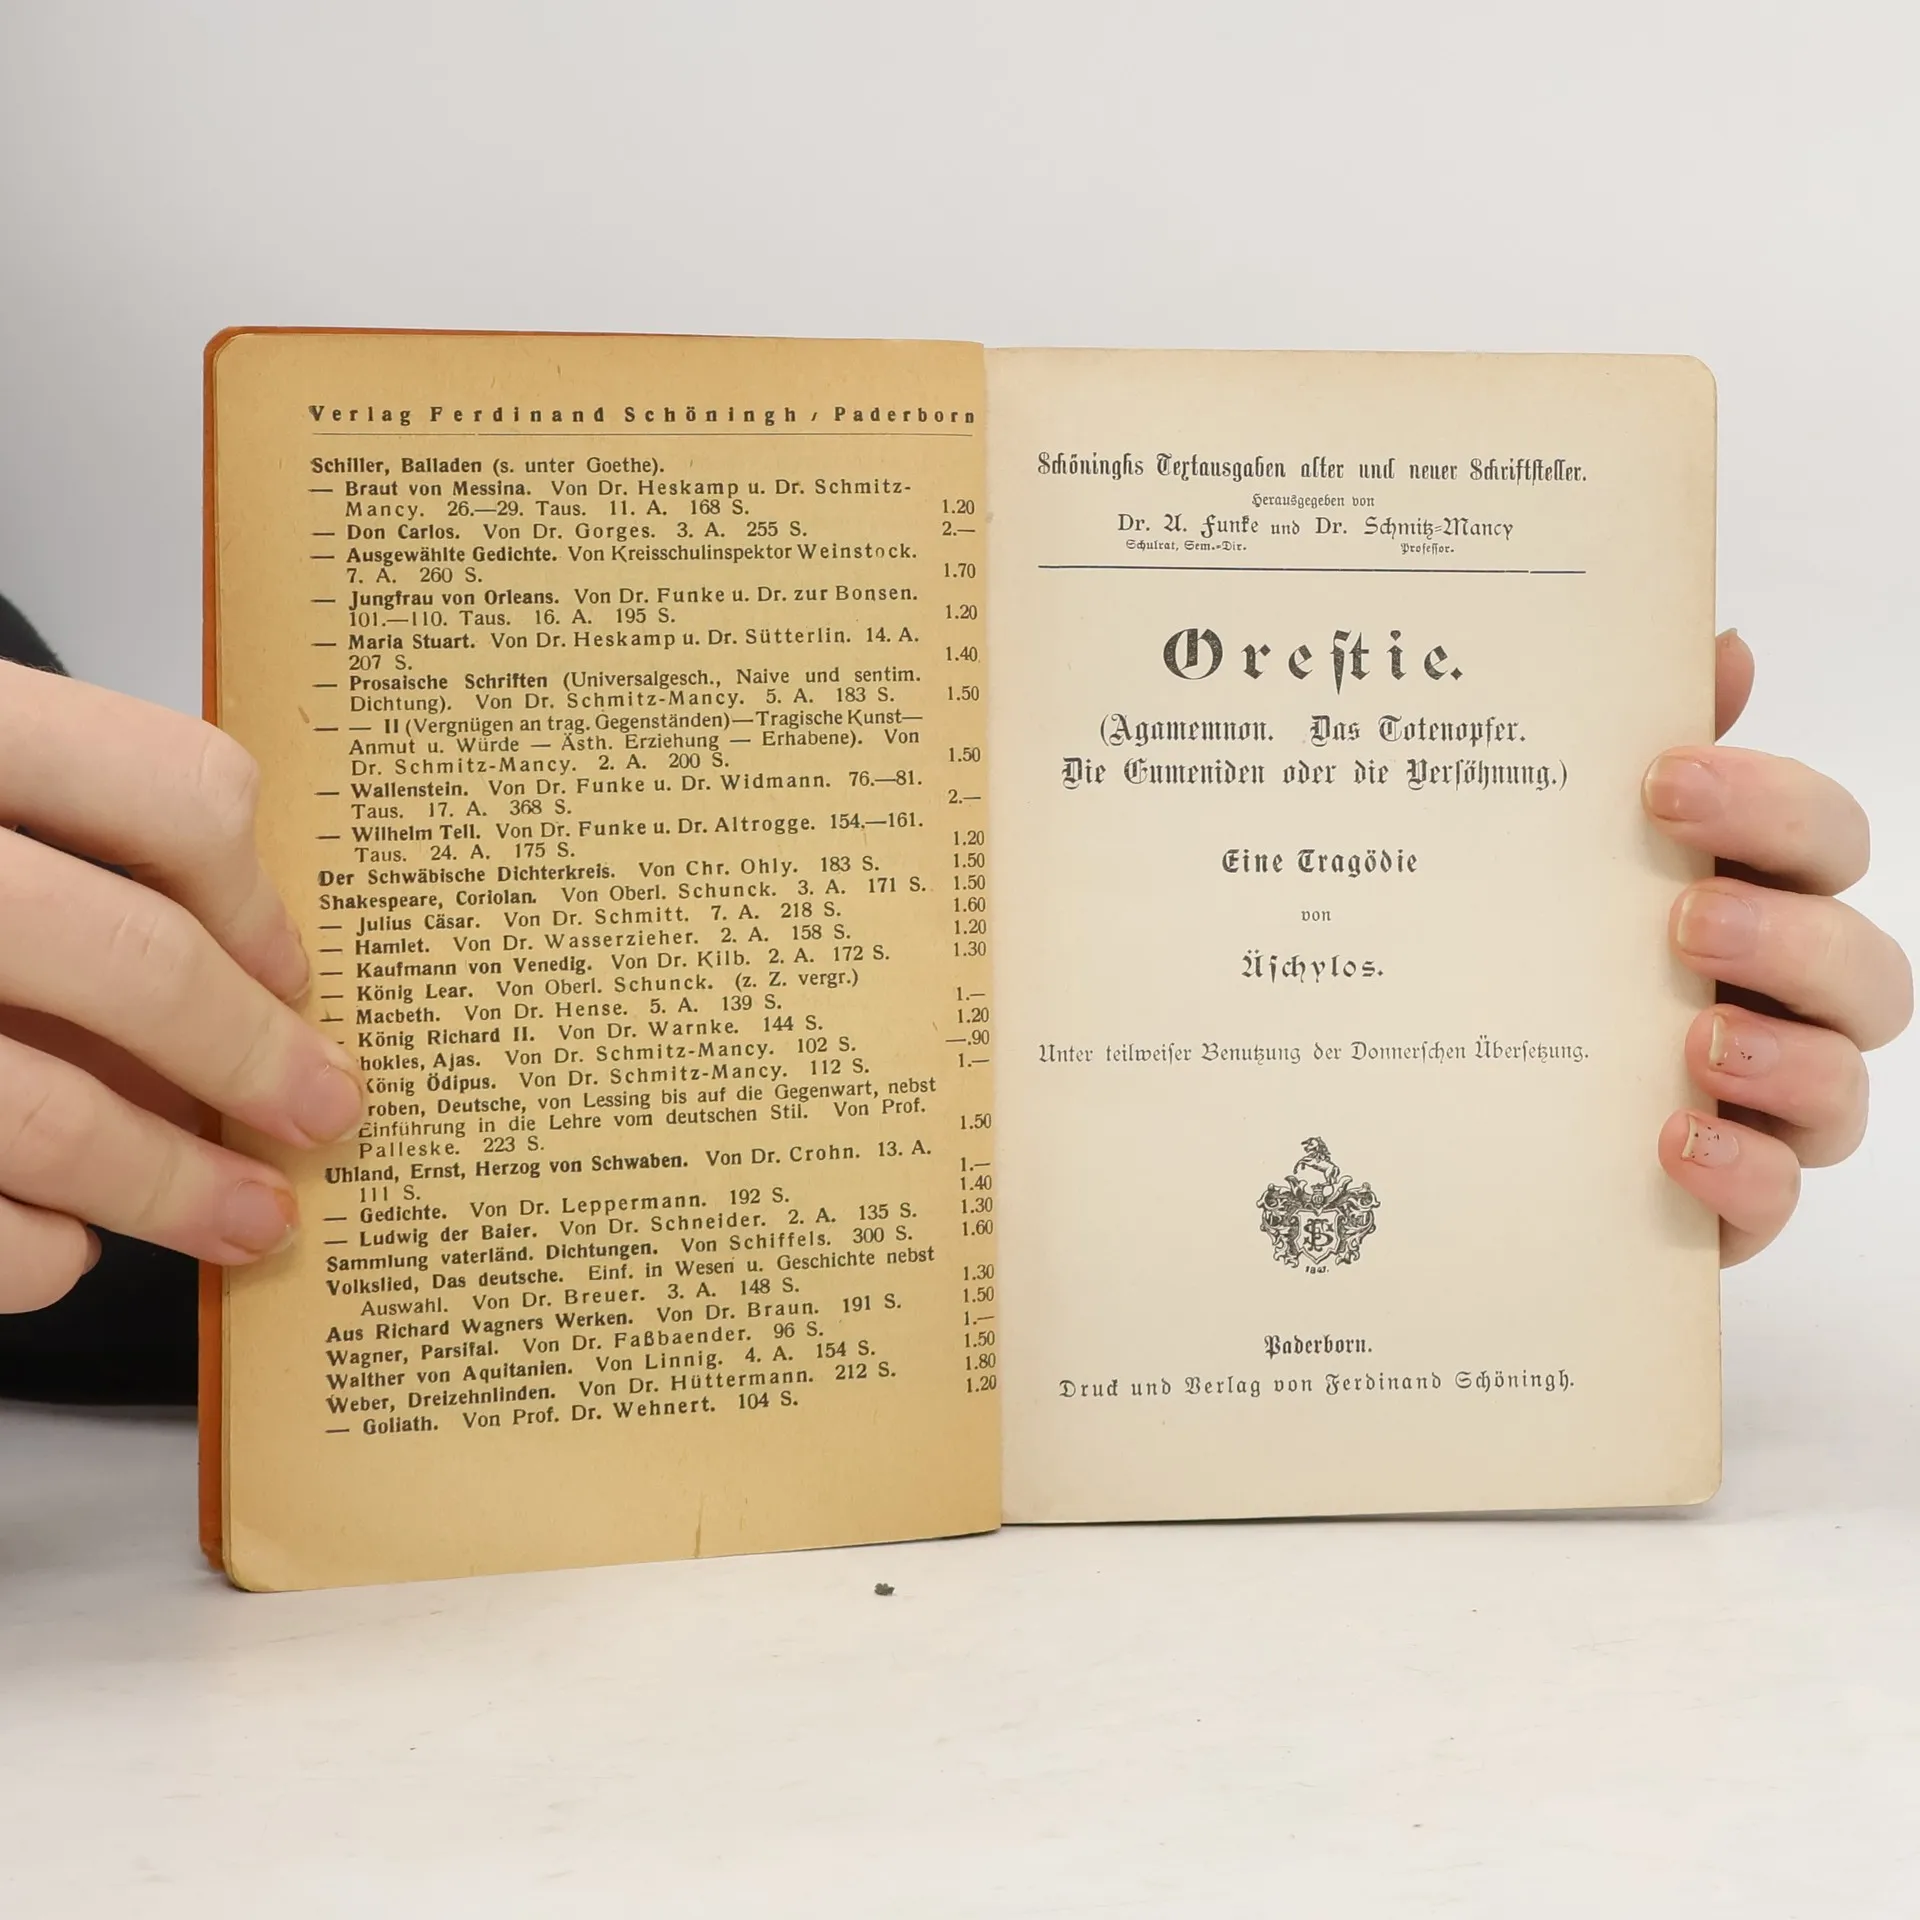 Verlag Ferdinand Schöningh / Paderborn
Schiller, Balladen (s. unter Goethe).
— Braut von Messina. Von Dr. Heskamp u. Dr. Schmitz-
Mancy. 26.—29. Taus. 11. A. 168 S. 1.20
— Don Carlos. Von Dr. Gorges. 3. A. 255 S. 2.—
— Ausgewählte Gedichte. Von Kreisschulinspektor Weinstock.
7. A. 260 S. 1.70
— Jungfrau von Orleans. Von Dr. Funke u. Dr. zur Bonsen.
101.—110. Taus. 16. A. 195 S. 1.20
— Maria Stuart. Von Dr. Heskamp u. Dr. Sütterlin. 14. A.
207 S. 1.40
— Prosaische Schriften (Universalgesch., Naive und sentim.
Dichtung). Von Dr. Schmitz-Mancy. 5. A. 183 S. 1.50
— — II (Vergnügen an trag. Gegenständen)—Tragische Kunst—
Anmut u. Würde — Ästh. Erziehung — Erhabene). Von
Dr. Schmitz-Mancy. 2. A. 200 S. 1.50
— Wallenstein. Von Dr. Funke u. Dr. Widmann. 76.—81.
Taus. 17. A. 368 S. 2.—
— Wilhelm Tell. Von Dr. Funke u. Dr. Altrogge. 154.—161.
Taus. 24. A. 175 S. 1.20
Der Schwäbische Dichterkreis. Von Chr. Ohly. 183 S. 1.50
Shakespeare, Coriolan. Von Oberl. Schunck. 3. A. 171 S. 1.50
— Julius Cäsar. Von Dr. Schmitt. 7. A. 218 S. 1.60
— Hamlet. Von Dr. Wasserzieher. 2. A. 158 S. 1.20
— Kaufmann von Venedig. Von Dr. Kilb. 2. A. 172 S. 1.30
— König Lear. Von Oberl. Schunck. (z. Z. vergr.)
— Macbeth. Von Dr. Hense. 5. A. 139 S. 1.—
- König Richard II. Von Dr. Warnke. 144 S. 1.20
hokles, Ajas. Von Dr. Schmitz-Mancy. 102 S. —.90
König Ödipus. Von Dr. Schmitz-Mancy. 112 S. 1.—
roben, Deutsche, von Lessing bis auf die Gegenwart, nebst
Einführung in die Lehre vom deutschen Stil. Von Prof.
Palleske. 223 S. 1.50
Uhland, Ernst, Herzog von Schwaben. Von Dr. Crohn. 13. A.
111 S. 1.—
— Gedichte. Von Dr. Leppermann. 192 S. 1.40
— Ludwig der Baier. Von Dr. Schneider. 2. A. 135 S. 1.30
Sammlung vaterländ. Dichtungen. Von Schiffels. 300 S. 1.60
Volkslied, Das deutsche. Einf. in Wesen u. Geschichte nebst
Auswahl. Von Dr. Breuer. 3. A. 148 S. 1.30
Aus Richard Wagners Werken. Von Dr. Braun. 191 S. 1.50
Wagner, Parsifal. Von Dr. Faßbaender. 96 S. 1.—
Walther von Aquitanien. Von Linnig. 4. A. 154 S. 1.50
Weber, Dreizehnlinden. Von Dr. Hüttermann. 212 S. 1.80
— Goliath. Von Prof. Dr. Wehnert. 104 S. 1.20
Schöninghs Textausgaben alter und neuer Schriftsteller.
Herausgegeben von
Dr. A. Funke und Dr. Schmitz-Mancy
Schulrat, Sem.-Dir. Professor.
Orestie.
(Agamemnon. Das Totenopfer.
Die Eumeniden oder die Versöhnung.)
Eine Tragödie
von
Äschylos.
Unter teilweiser Benutzung der Donnerschen Übersetzung.
FS
1847.
Paderborn.
Druck und Verlag von Ferdinand Schöningh.